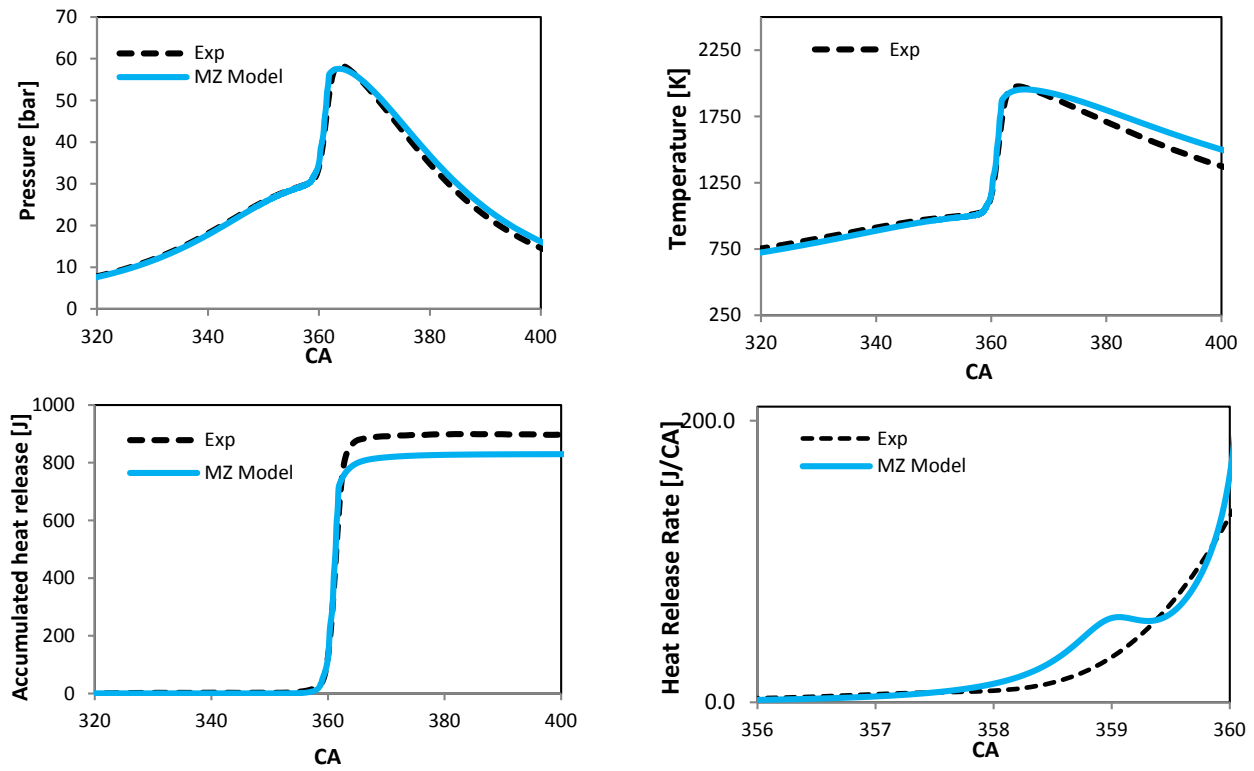 70
60
50
40
30
20
10
0
Pressure [bar]
Exp
MZ Model
320 340 360 380 400
CA
2250
1750
1250
750
250
Temperature [K]
Exp
320 340 360 380 400
CA
1000
800
600
400
200
0
Accumulated heat release [J]
Exp
MZ Model
320 340 360 380 400
CA
200.0
0.0
Heat Release Rate [J/CA]
Exp
MZ Model
356 357 358 359 360
CA